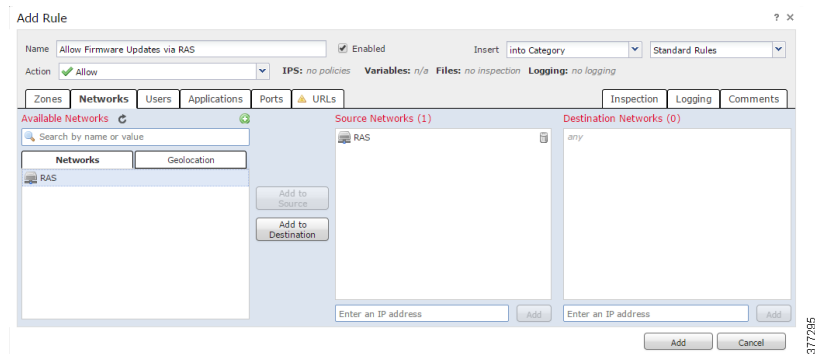 Add Rule ? ×
Name Allow Firmware Updates via RAS Enabled Insert into Category Standard Rules
Action Allow IPS: no policies Variables: n/a Files: no inspection Logging: no logging
Zones Networks Users Applications Ports URLs Inspection Logging Comments
Available Networks Source Networks (1) Destination Networks (0)
Search by name or value RAS any
Networks Geolocation
RAS
Add to
Source
Add to
Destination
Enter an IP address Add Enter an IP address Add
Add Cancel
377295